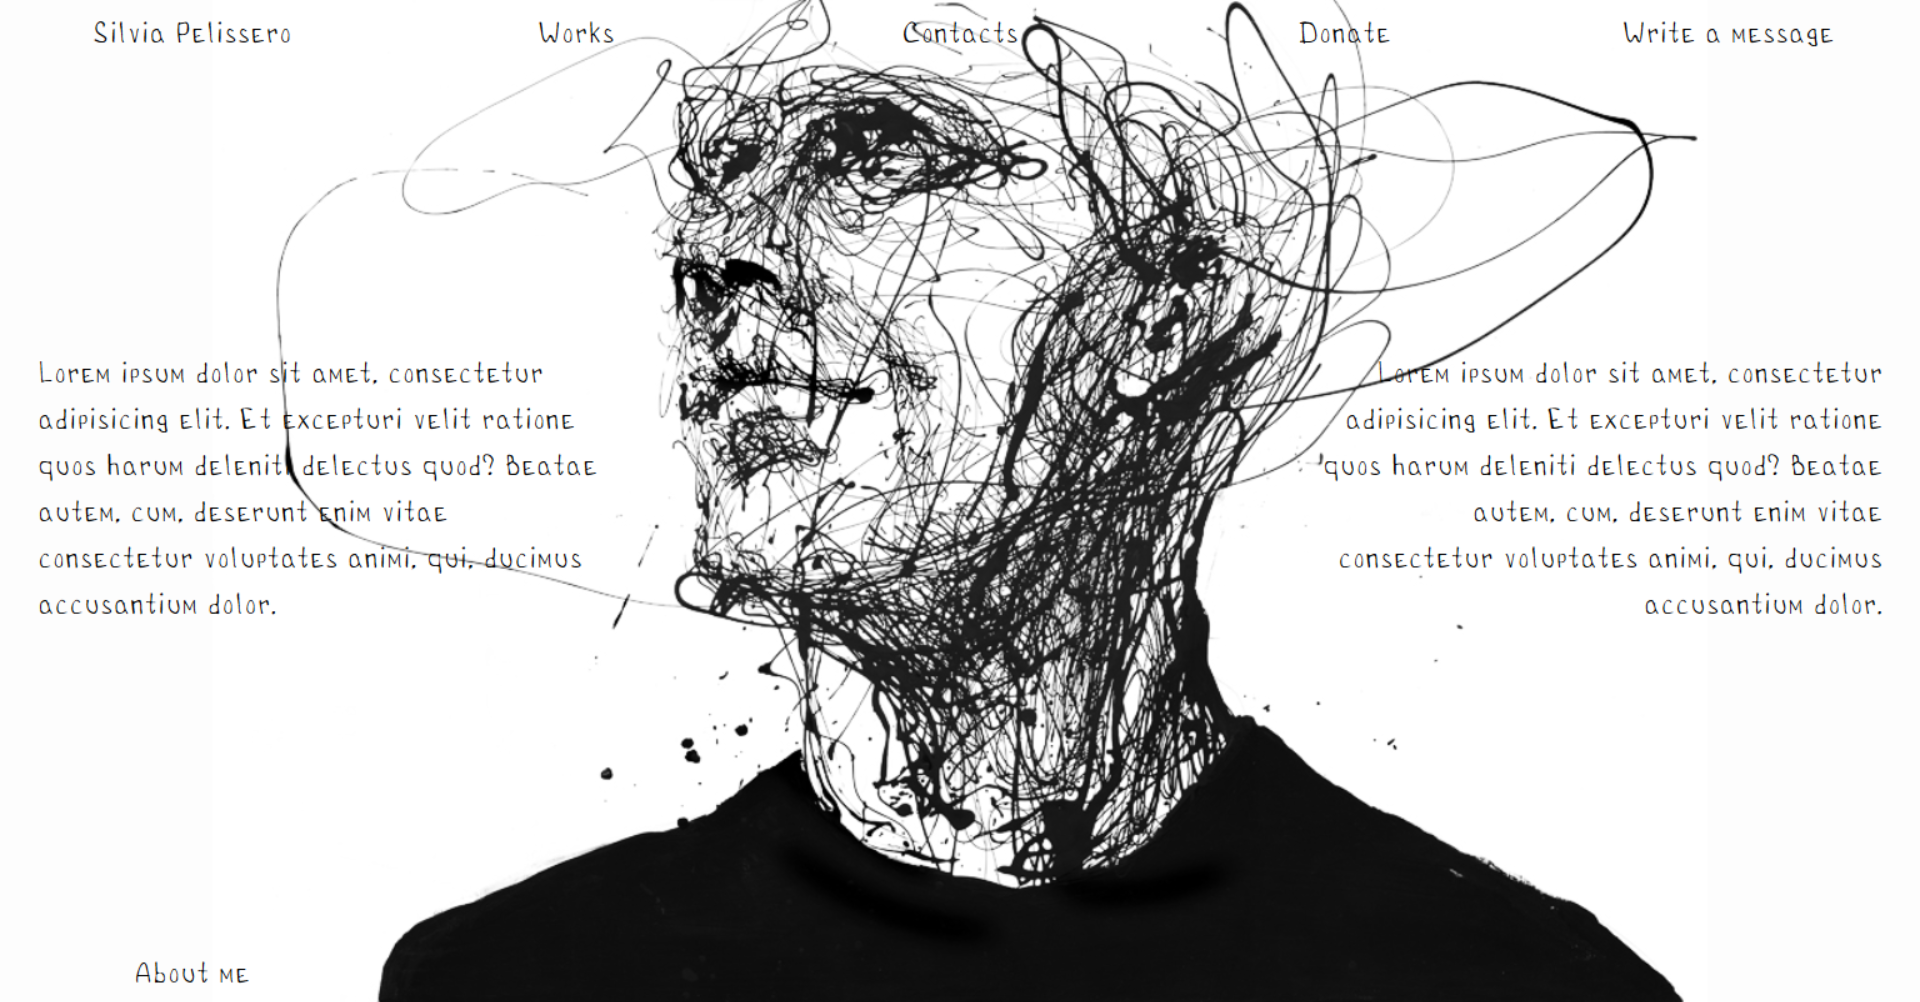 Silvia Pelissero
Works
Contacts
Donate
Write a message
Lorem ipsum dolor sit amet, consectetur
adipisicing elit. Et excepturi velit ratione
quos harum deleniti delectus quod? Beatae
autem, cum, deserunt enim vitae
consectetur voluptates animi, qui, ducimus
accusantium dolor.
Lorem ipsum dolor sit amet, consectetur
adipisicing elit. Et excepturi velit ratione
quos harum deleniti delectus quod? Beatae
autem, cum, deserunt enim vitae
consectetur voluptates animi, qui, ducimus
accusantium dolor.
About me